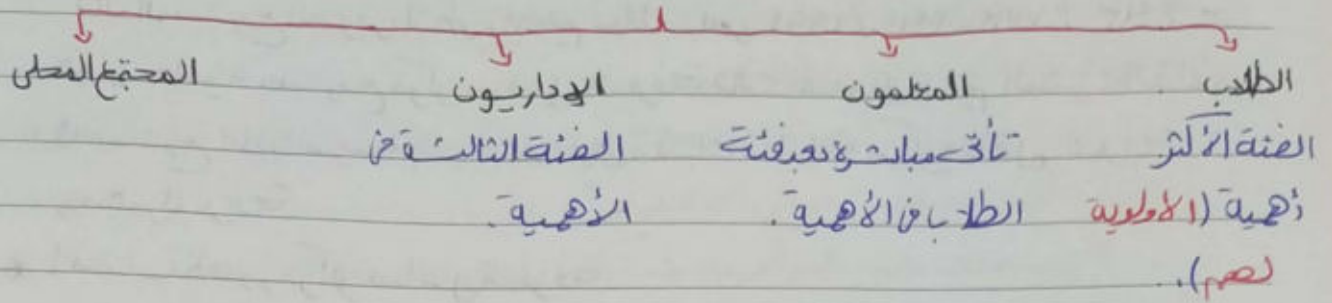 الطلاب المعلمون الإداريون المجتمع المحلي
الفئة الأكثر تأتي مباشرة بعد فئة الفئة الثالثة في
أهمية (الأولوية الطلاب في الأهمية. الأهمية.
لهم).